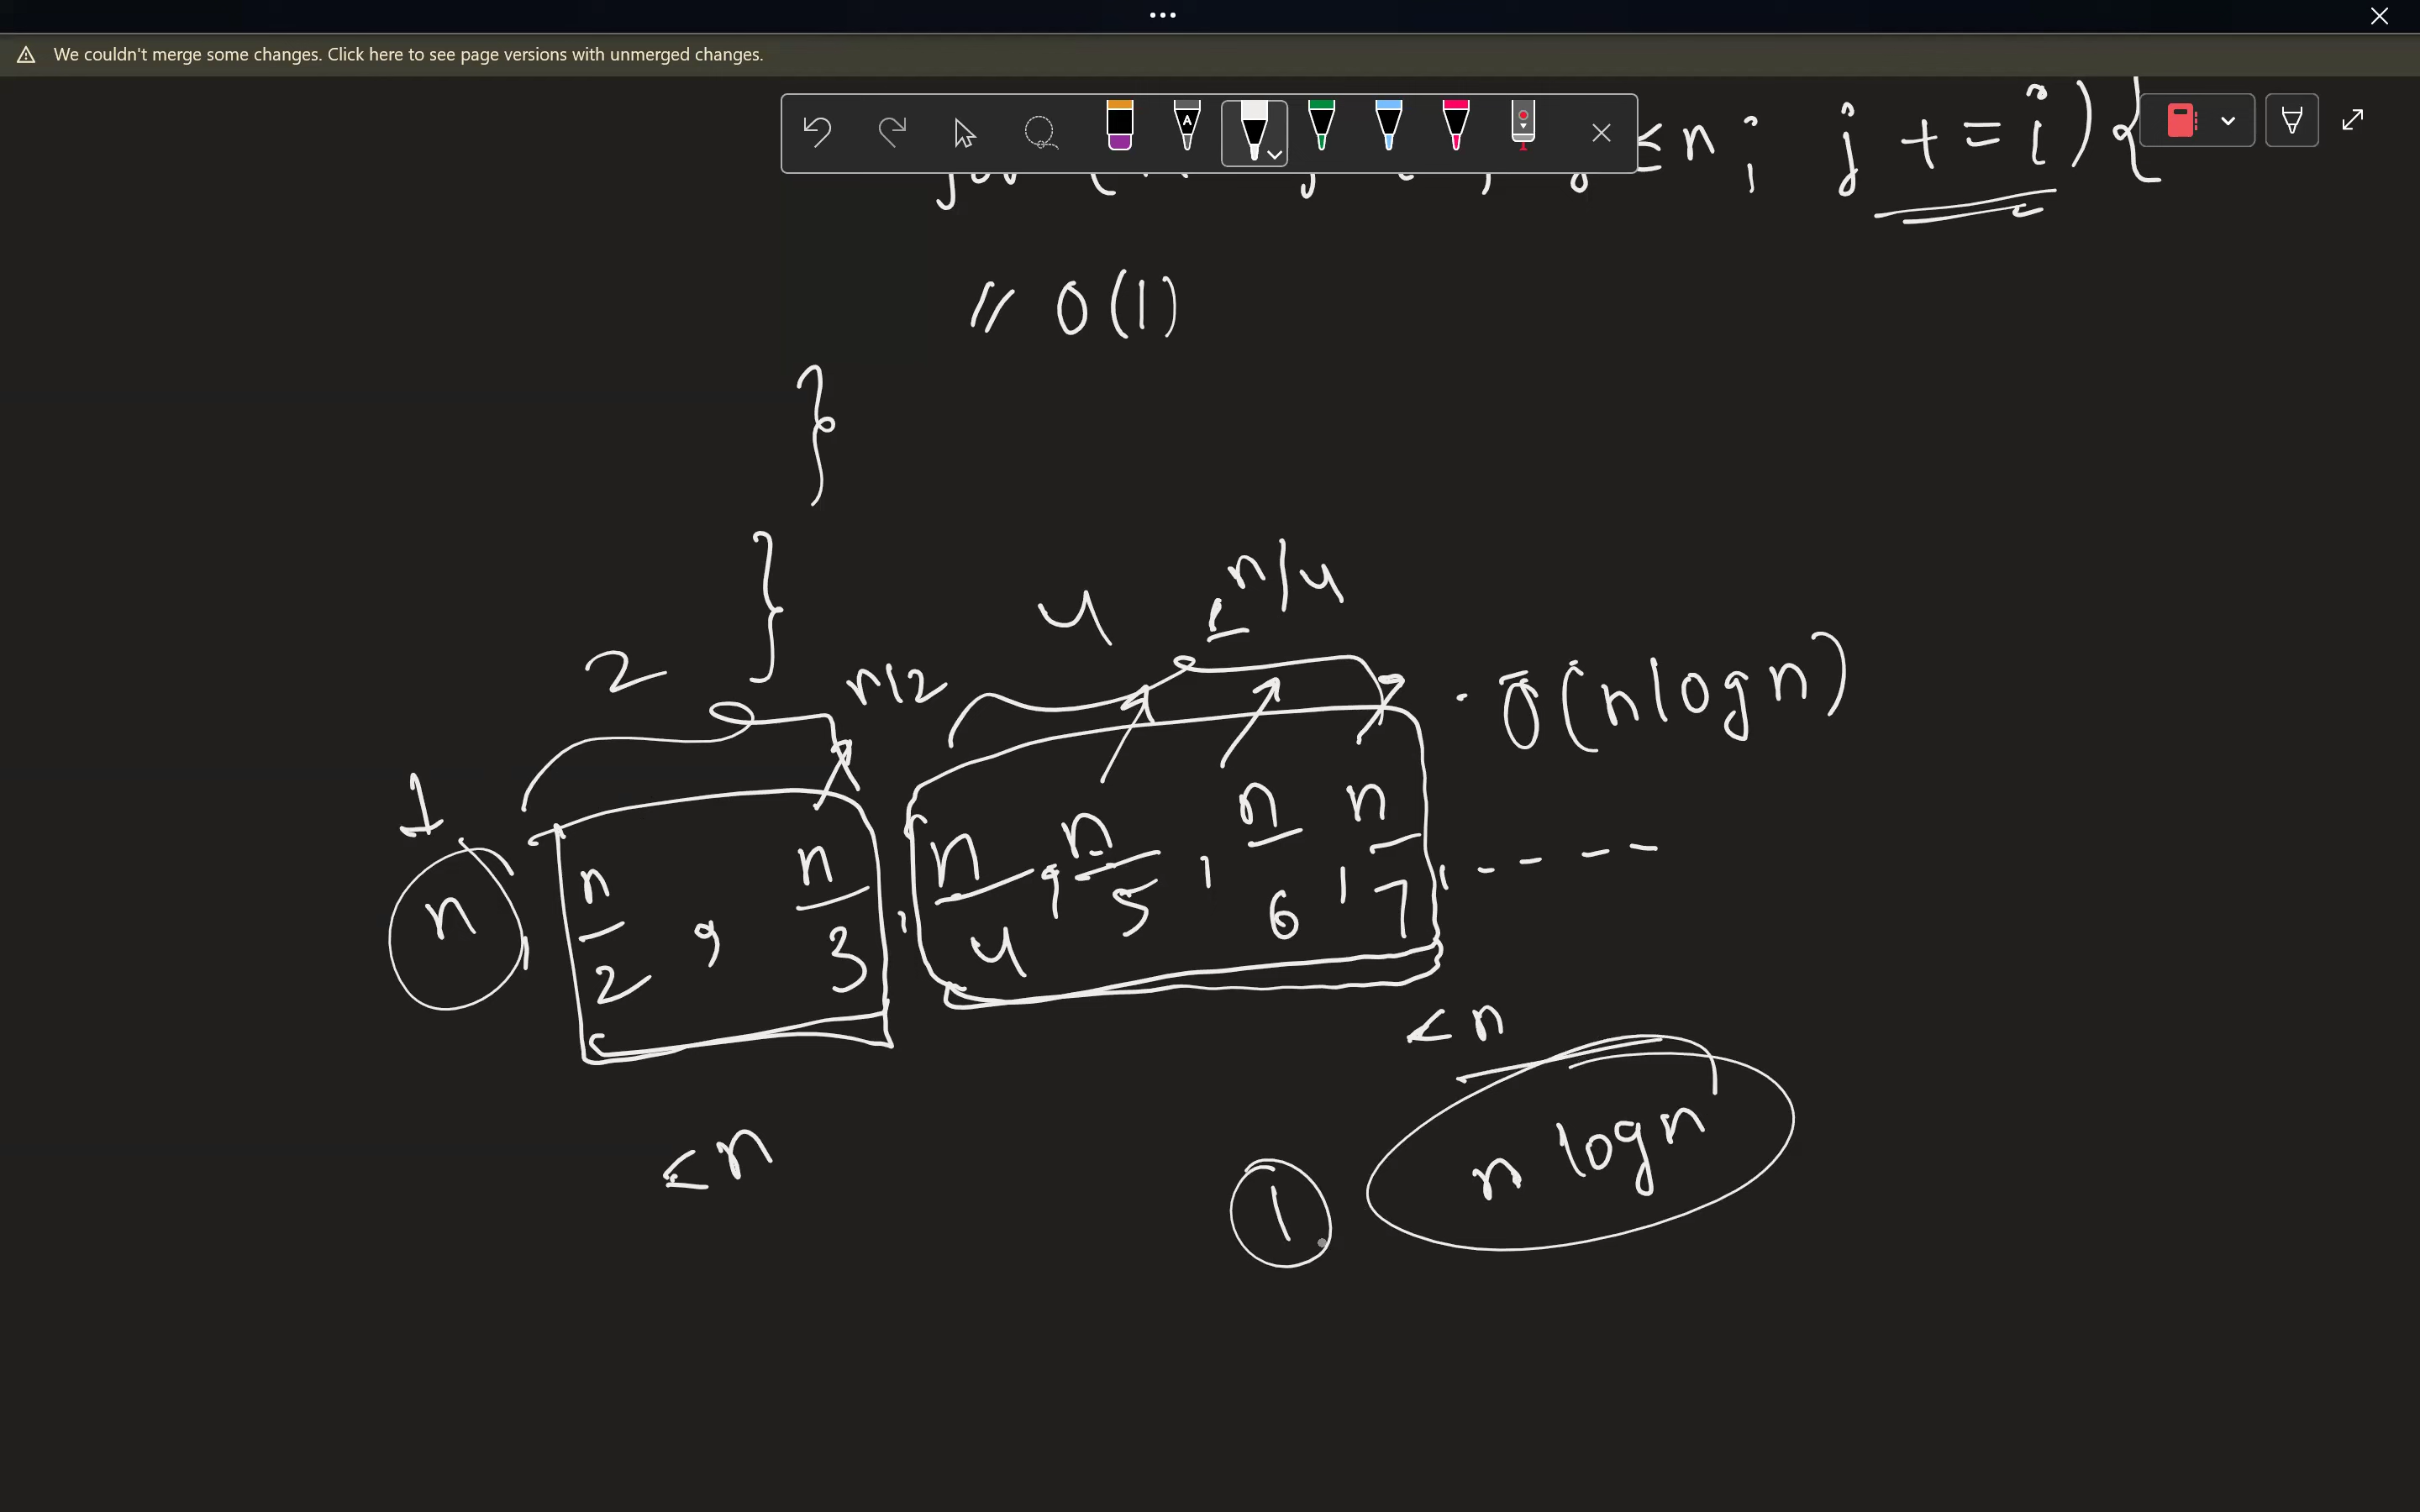 We couldn't merge some changes. Click here to see page versions with unmerged changes.
A
≤ n ; j += i ) {
// O(1)
}
}
n/4
4
2
n/2
O(n log n)
1
n
n/2 , n/3 , n/4 , n/5 , n/6 , n/7 , - - - -
≤ n
≤ n
1
n log n